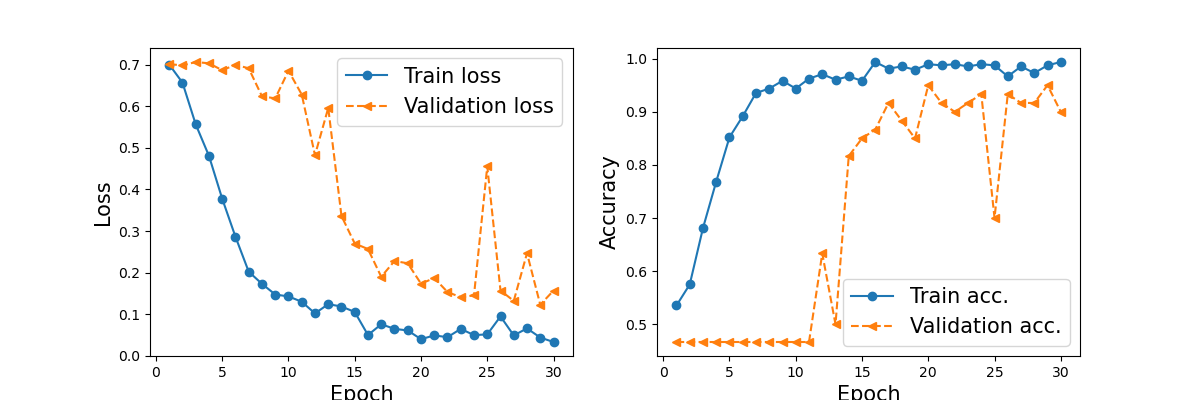 0.7
0.6
0.5
0.4
0.3
0.2
0.1
0.0
Loss
0 5 10 15 20 25 30
Epoch
Train loss
Validation loss
1.0
0.9
0.8
0.7
0.6
0.5
Accuracy
0 5 10 15 20 25 30
Epoch
Train acc.
Validation acc.